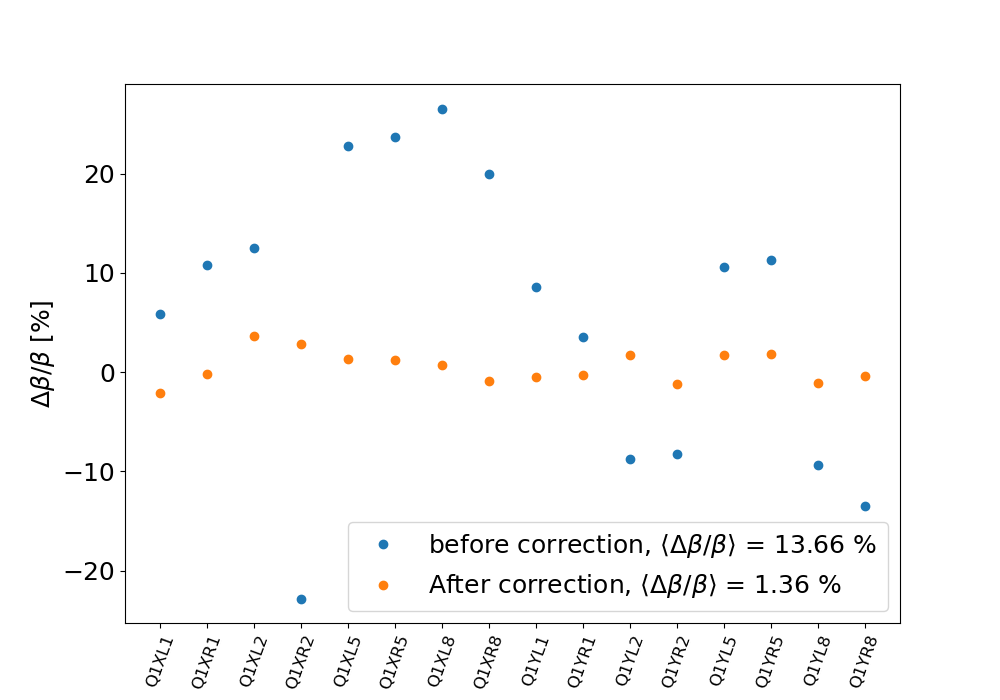 20
10
0
−10
−20
Δβ/β [%]
before correction, ⟨Δβ/β⟩ = 13.66 %
After correction, ⟨Δβ/β⟩ = 1.36 %
Q1XL1
Q1XR1
Q1XL2
Q1XR2
Q1XL5
Q1XR5
Q1XL8
Q1XR8
Q1YL1
Q1YR1
Q1YL2
Q1YR2
Q1YL5
Q1YR5
Q1YL8
Q1YR8